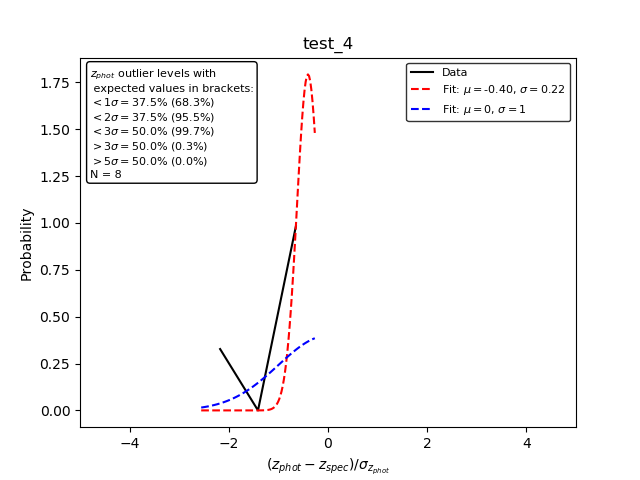 test_4
z_phot outlier levels with
expected values in brackets:
<1σ = 37.5% (68.3%)
<2σ = 37.5% (95.5%)
<3σ = 50.0% (99.7%)
>3σ = 50.0% (0.3%)
>5σ = 50.0% (0.0%)
N = 8
Data
Fit: μ = -0.40, σ = 0.22
Fit: μ = 0, σ = 1
Probability
1.75
1.50
1.25
1.00
0.75
0.50
0.25
0.00
−4 −2 0 2 4
(z_phot − z_spec)/σ_z_phot